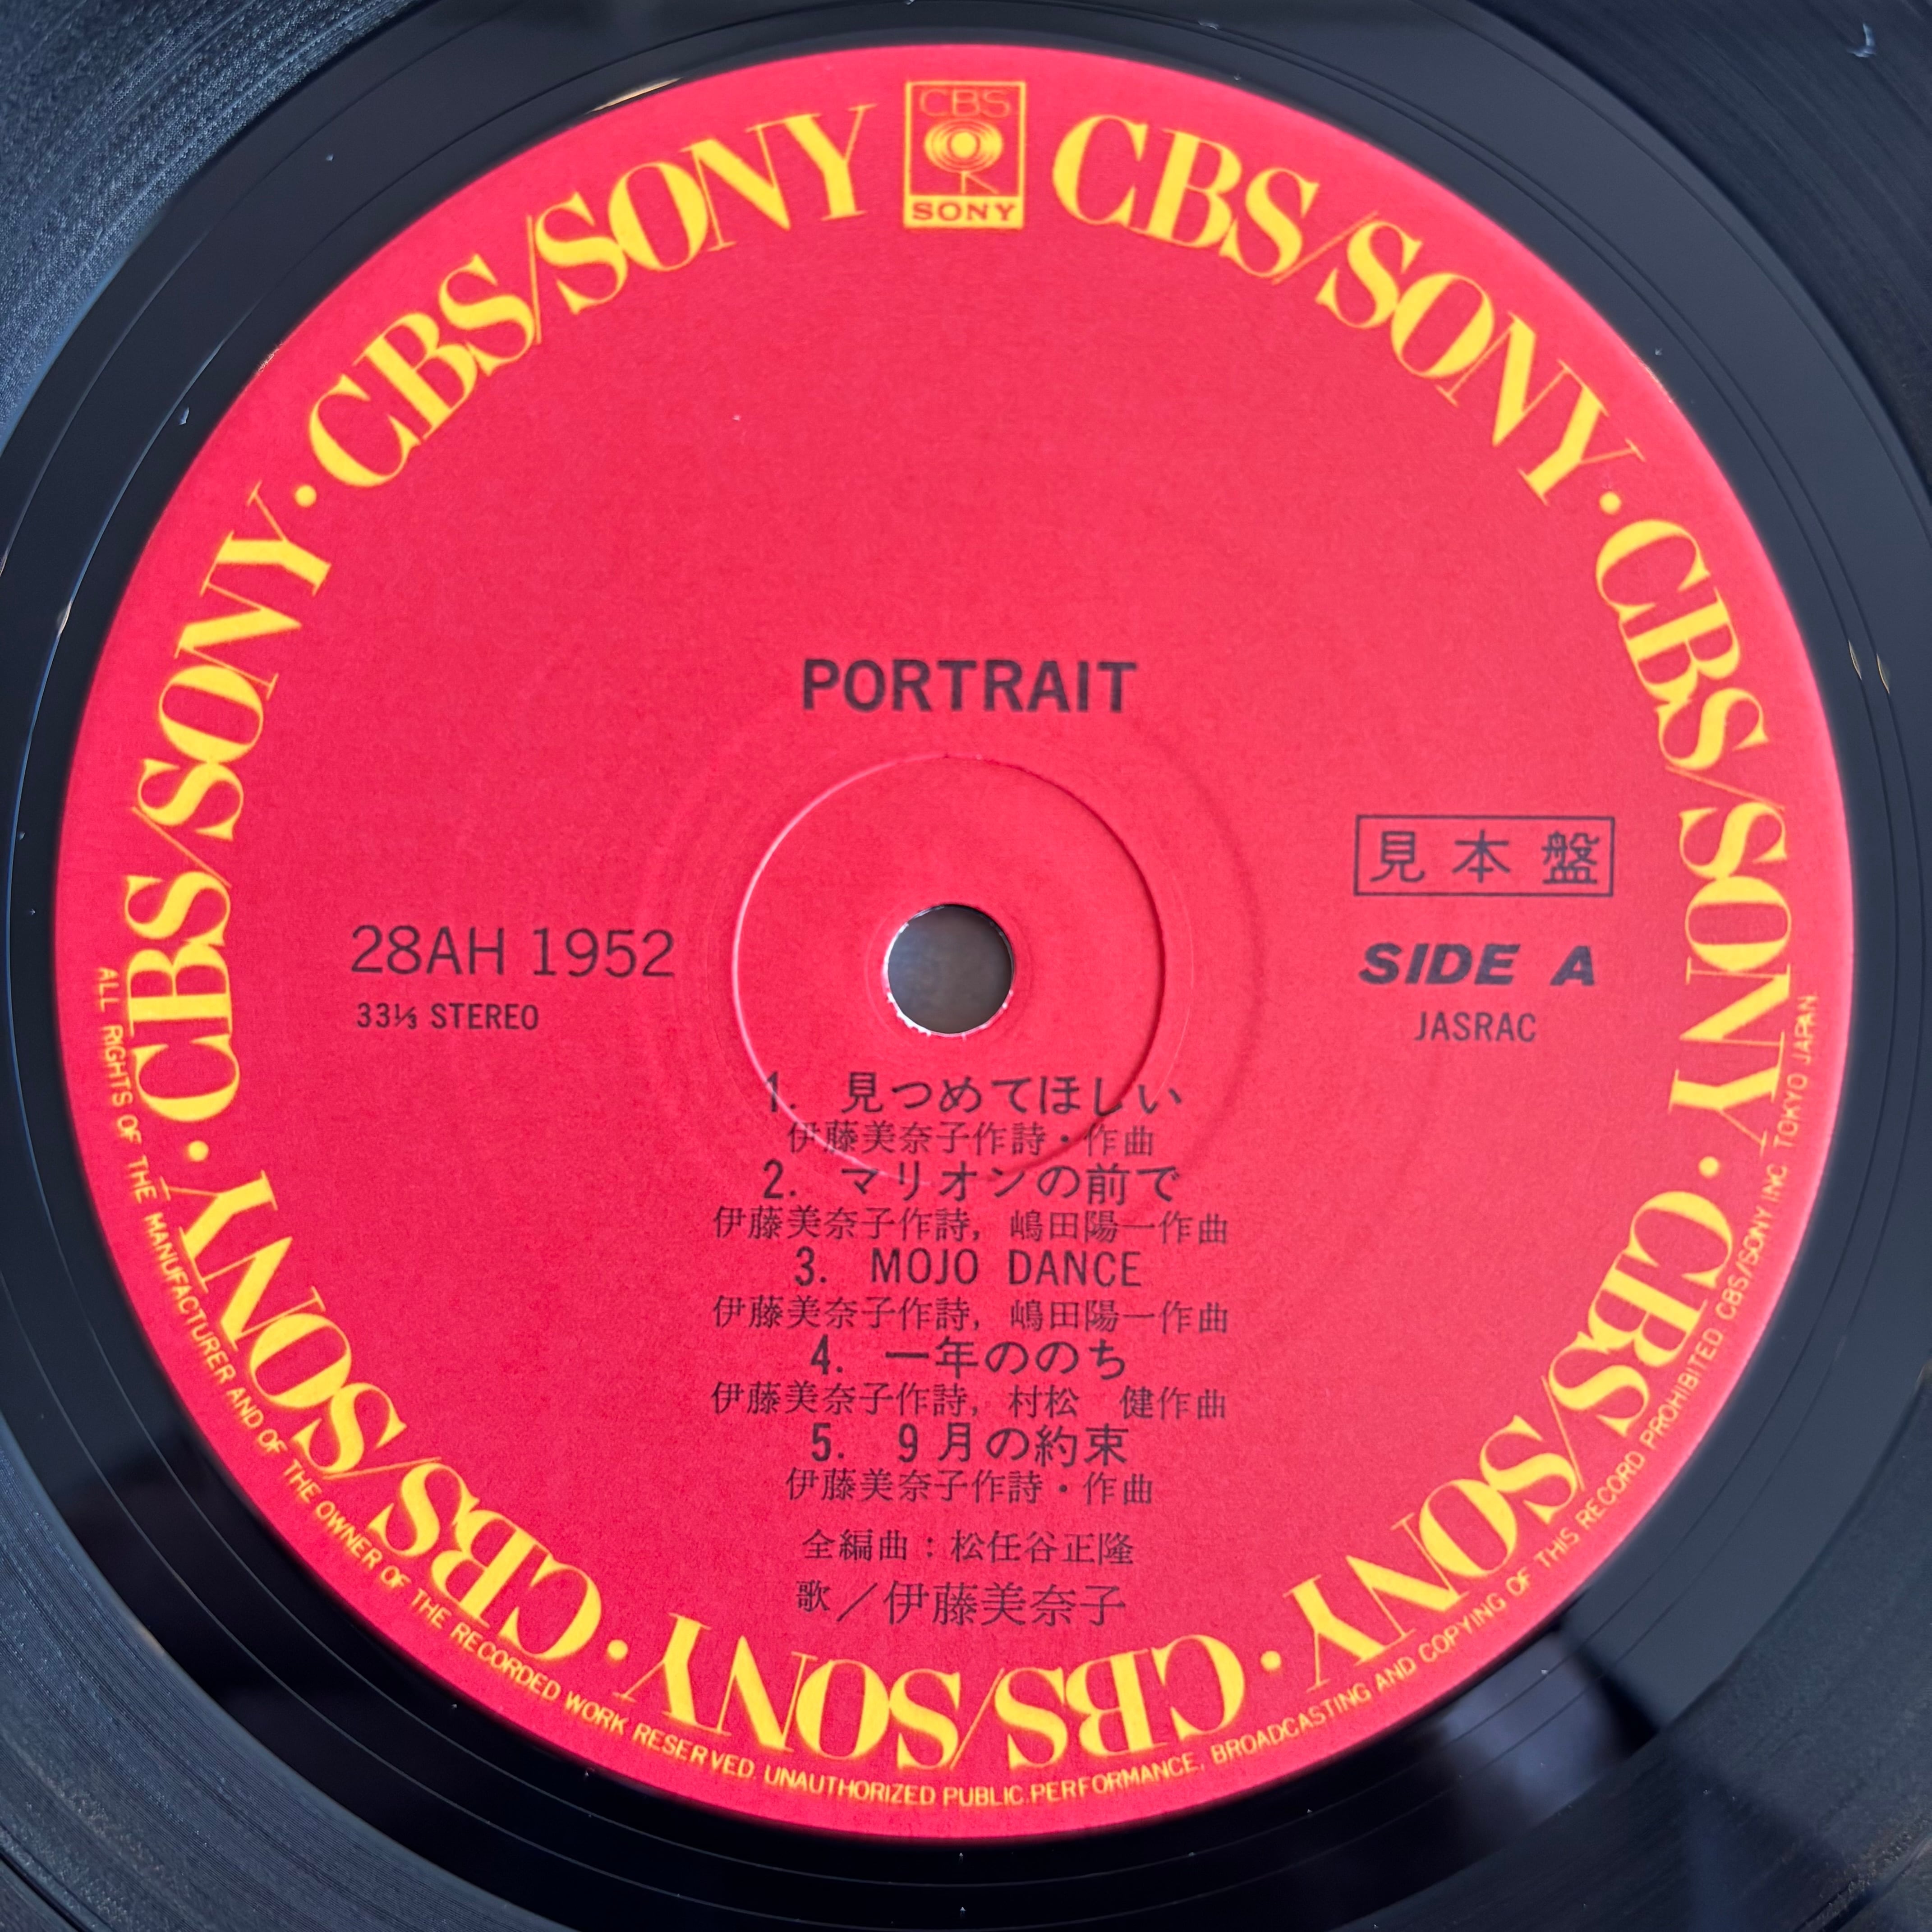 CBS
SONY
CBS/SONY · CBS/SONY · CBS/SONY · CBS/SONY · CBS/SONY · CBS/SONY · CBS/SONY · CBS/SONY
PORTRAIT
見本盤
28AH 1952
SIDE A
33⅓ STEREO
JASRAC
1. 見つめてほしい
伊藤美奈子作詩・作曲
2. マリオンの前で
伊藤美奈子作詩, 嶋田陽一作曲
3. MOJO DANCE
伊藤美奈子作詩, 嶋田陽一作曲
4. 一年ののち
伊藤美奈子作詩, 村松 健作曲
5. 9月の約束
伊藤美奈子作詩・作曲
全編曲：松任谷正隆
歌／伊藤美奈子
ALL RIGHTS OF THE MANUFACTURER AND OF THE OWNER OF THE RECORDED WORK RESERVED. UNAUTHORIZED PUBLIC PERFORMANCE, BROADCASTING AND COPYING OF THIS RECORD PROHIBITED CBS/SONY INC. TOKYO JAPAN